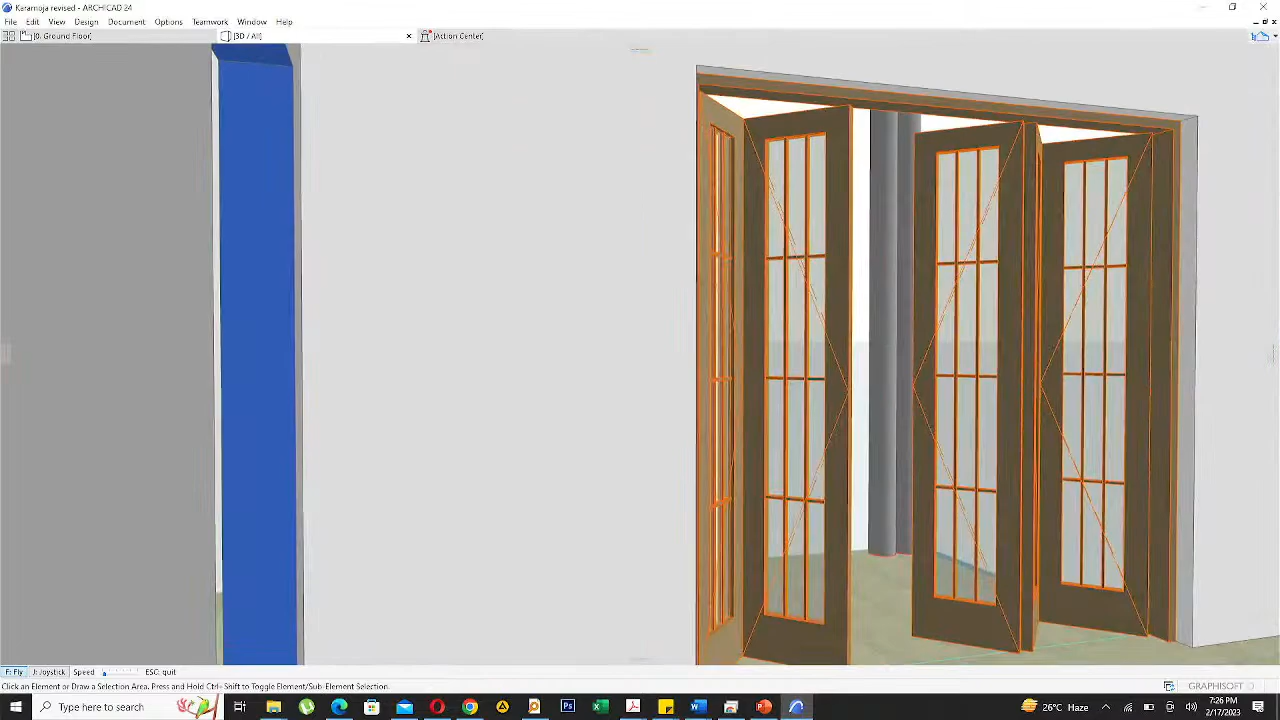 Karamoja revised - ARCHICAD 24
File Edit View Design Document Options Teamwork Window Help
[0. Ground Floor]
[3D / All]
[Action Center]
F: Fly J: Joystick Speed ESC: quit
Click an Element or Draw a Selection Area. Press and Hold Ctrl+Shift to Toggle Element/Sub-Element Selection.
GRAPHISOFT
Type here to search
26°C Haze
7:26 PM
2/17/2023